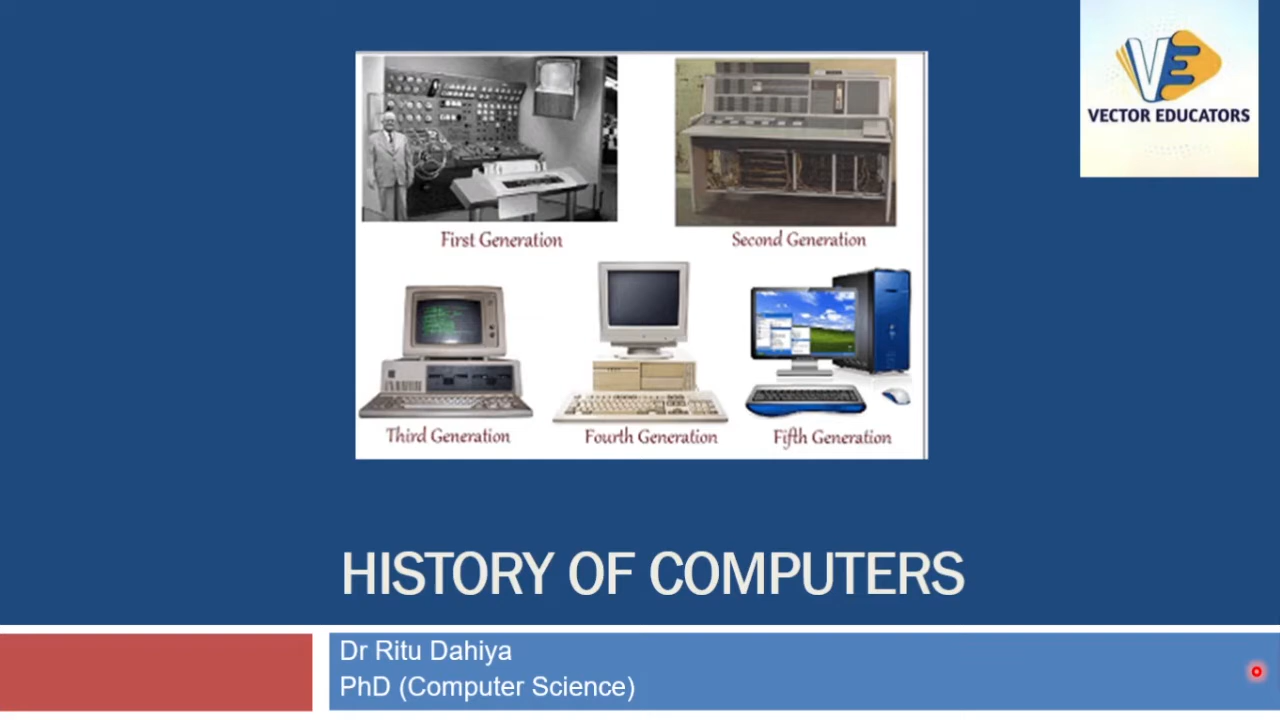 VECTOR EDUCATORS
First Generation
Second Generation
Third Generation
Fourth Generation
Fifth Generation
HISTORY OF COMPUTERS
Dr Ritu Dahiya
PhD (Computer Science)